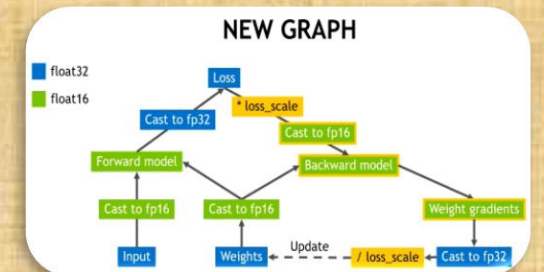 NEW GRAPH
float32
float16
Loss
* loss_scale
Cast to fp32
Cast to fp16
Forward model
Backward model
Cast to fp16
Cast to fp16
Weight gradients
Input
Weights
Update
/ loss_scale
Cast to fp32